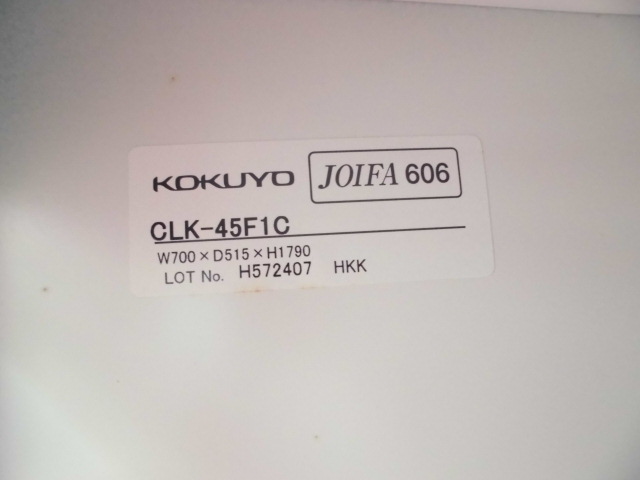 KOKUYO JOIFA 606
CLK-45F1C
W700×D515×H1790
LOT No. H572407 HKK